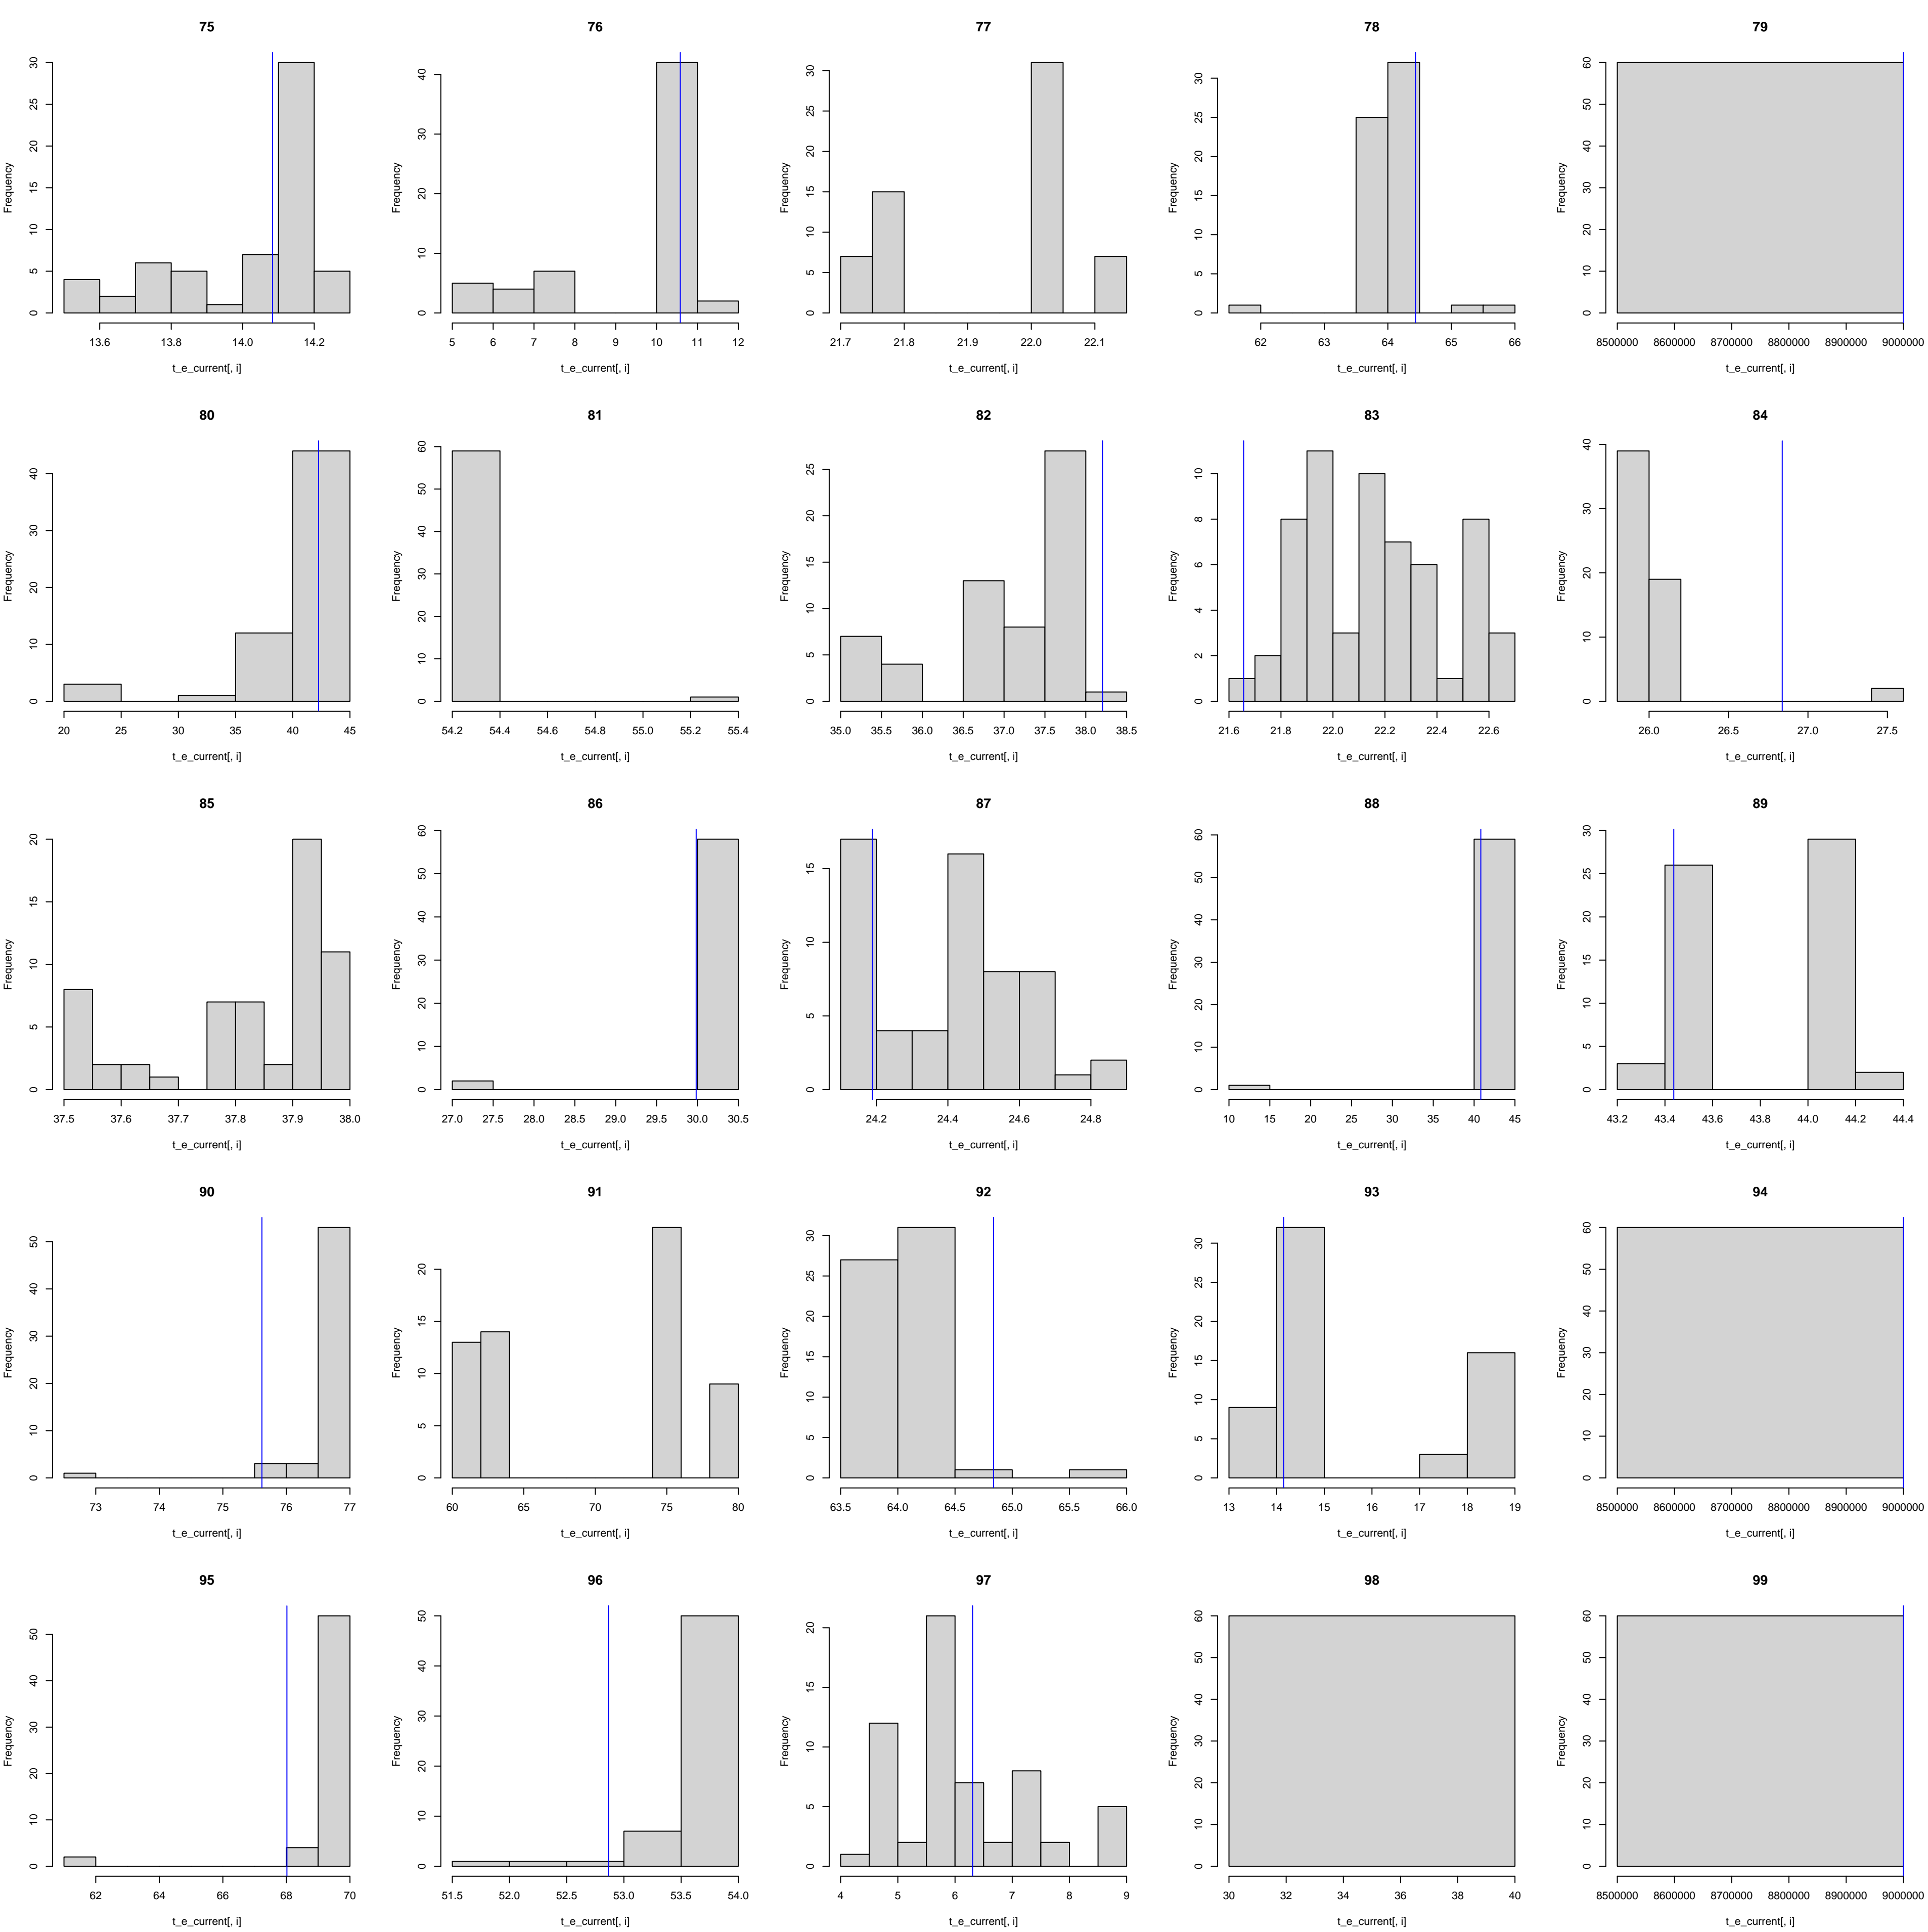 75 76 77 78 79
Frequency 0 5 10 15 20 25 30
13.6 13.8 14.0 14.2
t_e_current[, i]
Frequency 0 10 20 30 40
5 6 7 8 9 10 11 12
t_e_current[, i]
Frequency 0 5 10 15 20 25 30
21.7 21.8 21.9 22.0 22.1
t_e_current[, i]
Frequency 0 5 10 15 20 25 30
62 63 64 65 66
t_e_current[, i]
Frequency 0 10 20 30 40 50 60
8500000 8600000 8700000 8800000 8900000 9000000
t_e_current[, i]
80 81 82 83 84
Frequency 0 10 20 30 40
20 25 30 35 40 45
t_e_current[, i]
Frequency 0 10 20 30 40 50 60
54.2 54.4 54.6 54.8 55.0 55.2 55.4
t_e_current[, i]
Frequency 0 5 10 15 20 25
35.0 35.5 36.0 36.5 37.0 37.5 38.0 38.5
t_e_current[, i]
Frequency 0 2 4 6 8 10
21.6 21.8 22.0 22.2 22.4 22.6
t_e_current[, i]
Frequency 0 10 20 30 40
26.0 26.5 27.0 27.5
t_e_current[, i]
85 86 87 88 89
Frequency 0 5 10 15 20
37.5 37.6 37.7 37.8 37.9 38.0
t_e_current[, i]
Frequency 0 10 20 30 40 50 60
27.0 27.5 28.0 28.5 29.0 29.5 30.0 30.5
t_e_current[, i]
Frequency 0 5 10 15
24.2 24.4 24.6 24.8
t_e_current[, i]
Frequency 0 10 20 30 40 50 60
10 15 20 25 30 35 40 45
t_e_current[, i]
Frequency 0 5 10 15 20 25 30
43.2 43.4 43.6 43.8 44.0 44.2 44.4
t_e_current[, i]
90 91 92 93 94
Frequency 0 10 20 30 40 50
73 74 75 76 77
t_e_current[, i]
Frequency 0 5 10 15 20
60 65 70 75 80
t_e_current[, i]
Frequency 0 5 10 15 20 25 30
63.5 64.0 64.5 65.0 65.5 66.0
t_e_current[, i]
Frequency 0 5 10 15 20 25 30
13 14 15 16 17 18 19
t_e_current[, i]
Frequency 0 10 20 30 40 50 60
8500000 8600000 8700000 8800000 8900000 9000000
t_e_current[, i]
95 96 97 98 99
Frequency 0 10 20 30 40 50
62 64 66 68 70
t_e_current[, i]
Frequency 0 10 20 30 40 50
51.5 52.0 52.5 53.0 53.5 54.0
t_e_current[, i]
Frequency 0 5 10 15 20
4 5 6 7 8 9
t_e_current[, i]
Frequency 0 10 20 30 40 50 60
30 32 34 36 38 40
t_e_current[, i]
Frequency 0 10 20 30 40 50 60
8500000 8600000 8700000 8800000 8900000 9000000
t_e_current[, i]